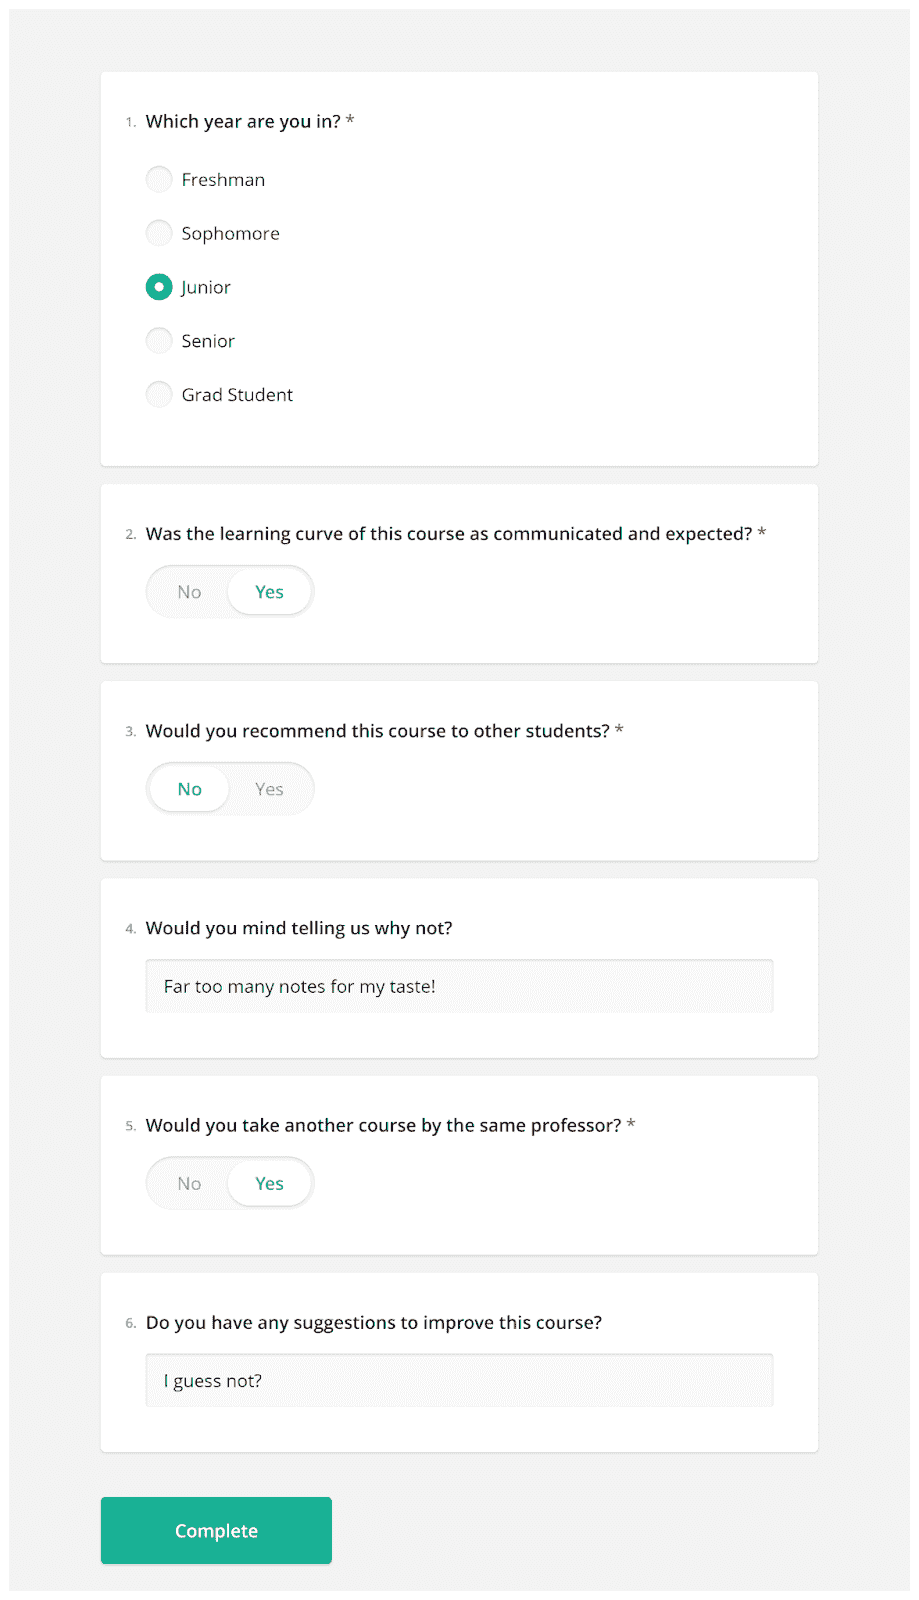 1. Which year are you in? *
Freshman
Sophomore
Junior
Senior
Grad Student
2. Was the learning curve of this course as communicated and expected? *
No Yes
3. Would you recommend this course to other students? *
No Yes
4. Would you mind telling us why not?
Far too many notes for my taste!
5. Would you take another course by the same professor? *
No Yes
6. Do you have any suggestions to improve this course?
I guess not?
Complete